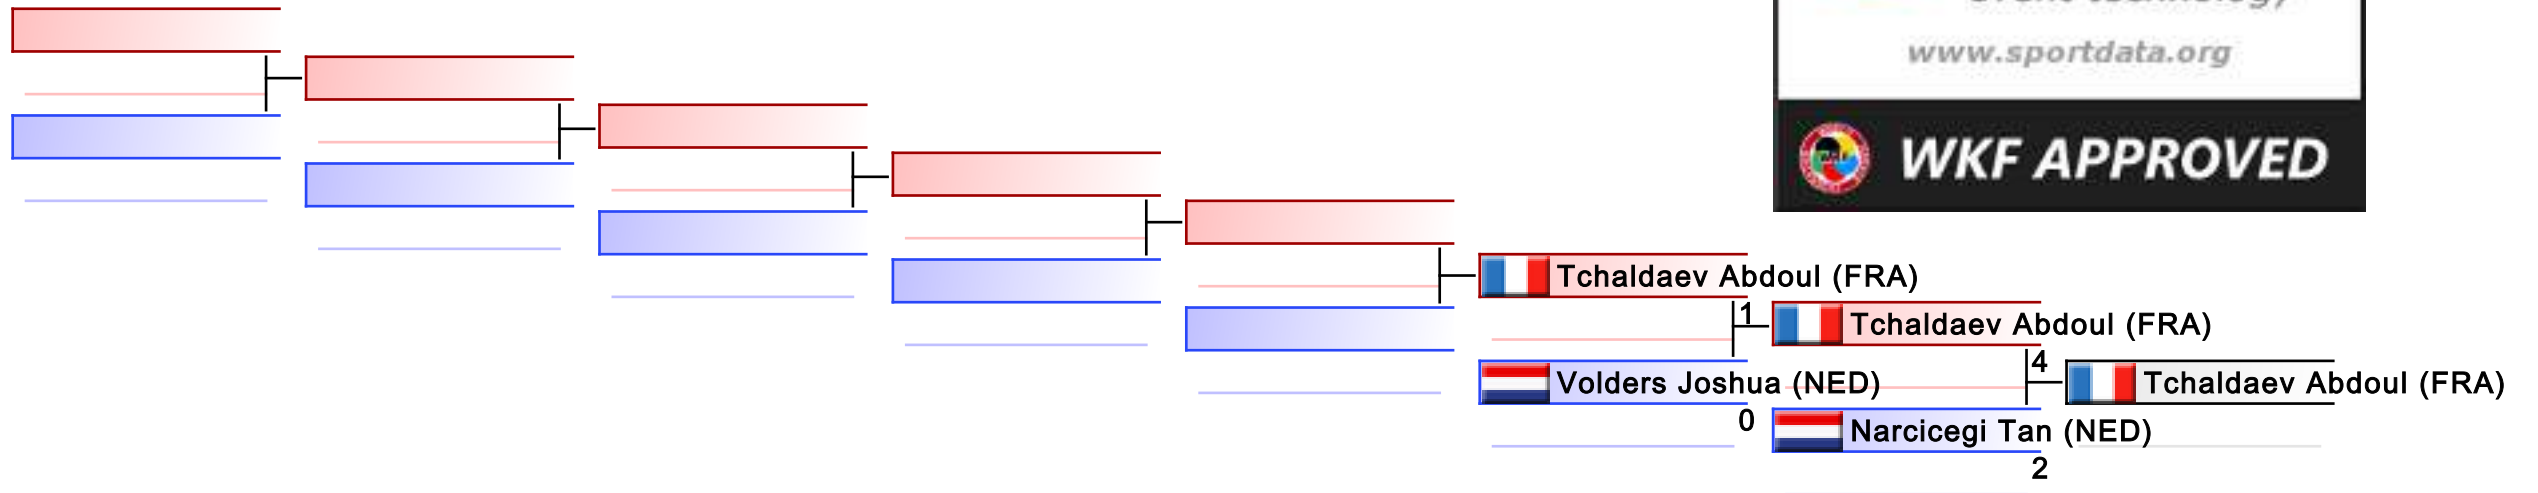 www.sportdata.org
WKF APPROVED
Tchaldaev Abdoul (FRA)
1
Tchaldaev Abdoul (FRA)
Volders Joshua (NED)
0
4
Tchaldaev Abdoul (FRA)
Narcicegi Tan (NED)
2